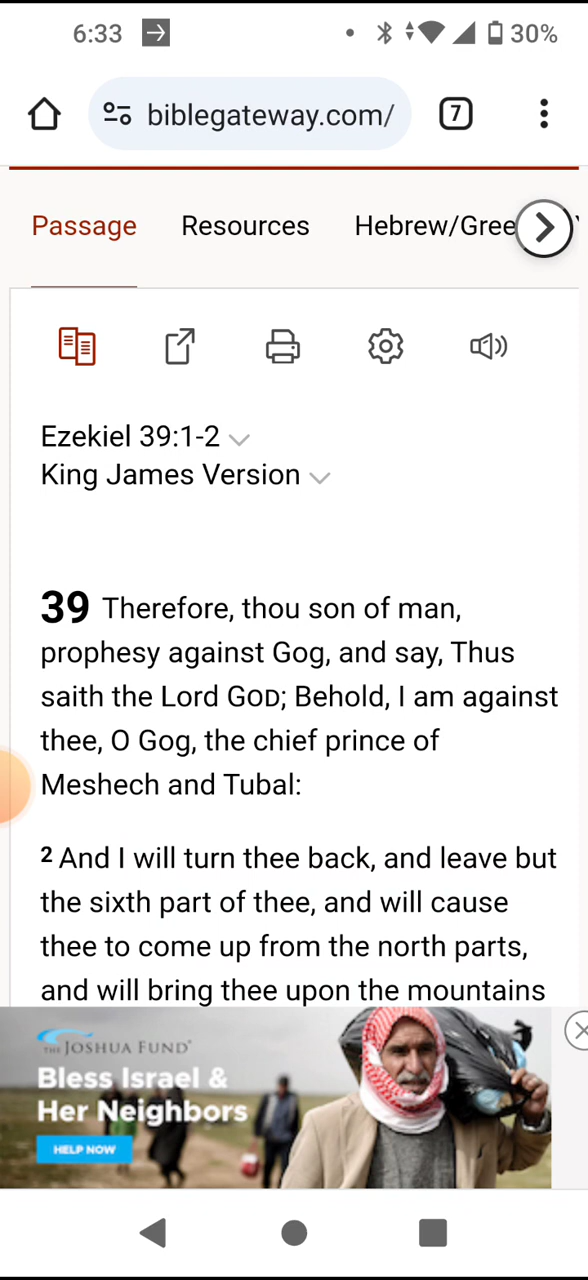 6:33
30%
biblegateway.com/
7
Passage Resources Hebrew/Gree
Ezekiel 39:1-2
King James Version
39 Therefore, thou son of man,
prophesy against Gog, and say, Thus
saith the Lord GOD; Behold, I am against
thee, O Gog, the chief prince of
Meshech and Tubal:
2 And I will turn thee back, and leave but
the sixth part of thee, and will cause
thee to come up from the north parts,
and will bring thee upon the mountains
THE JOSHUA FUND
Bless Israel &
Her Neighbors
HELP NOW